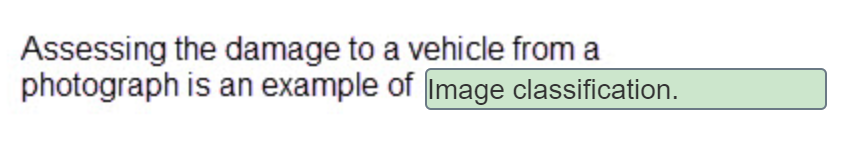 Assessing the damage to a vehicle from a
photograph is an example of Image classification.